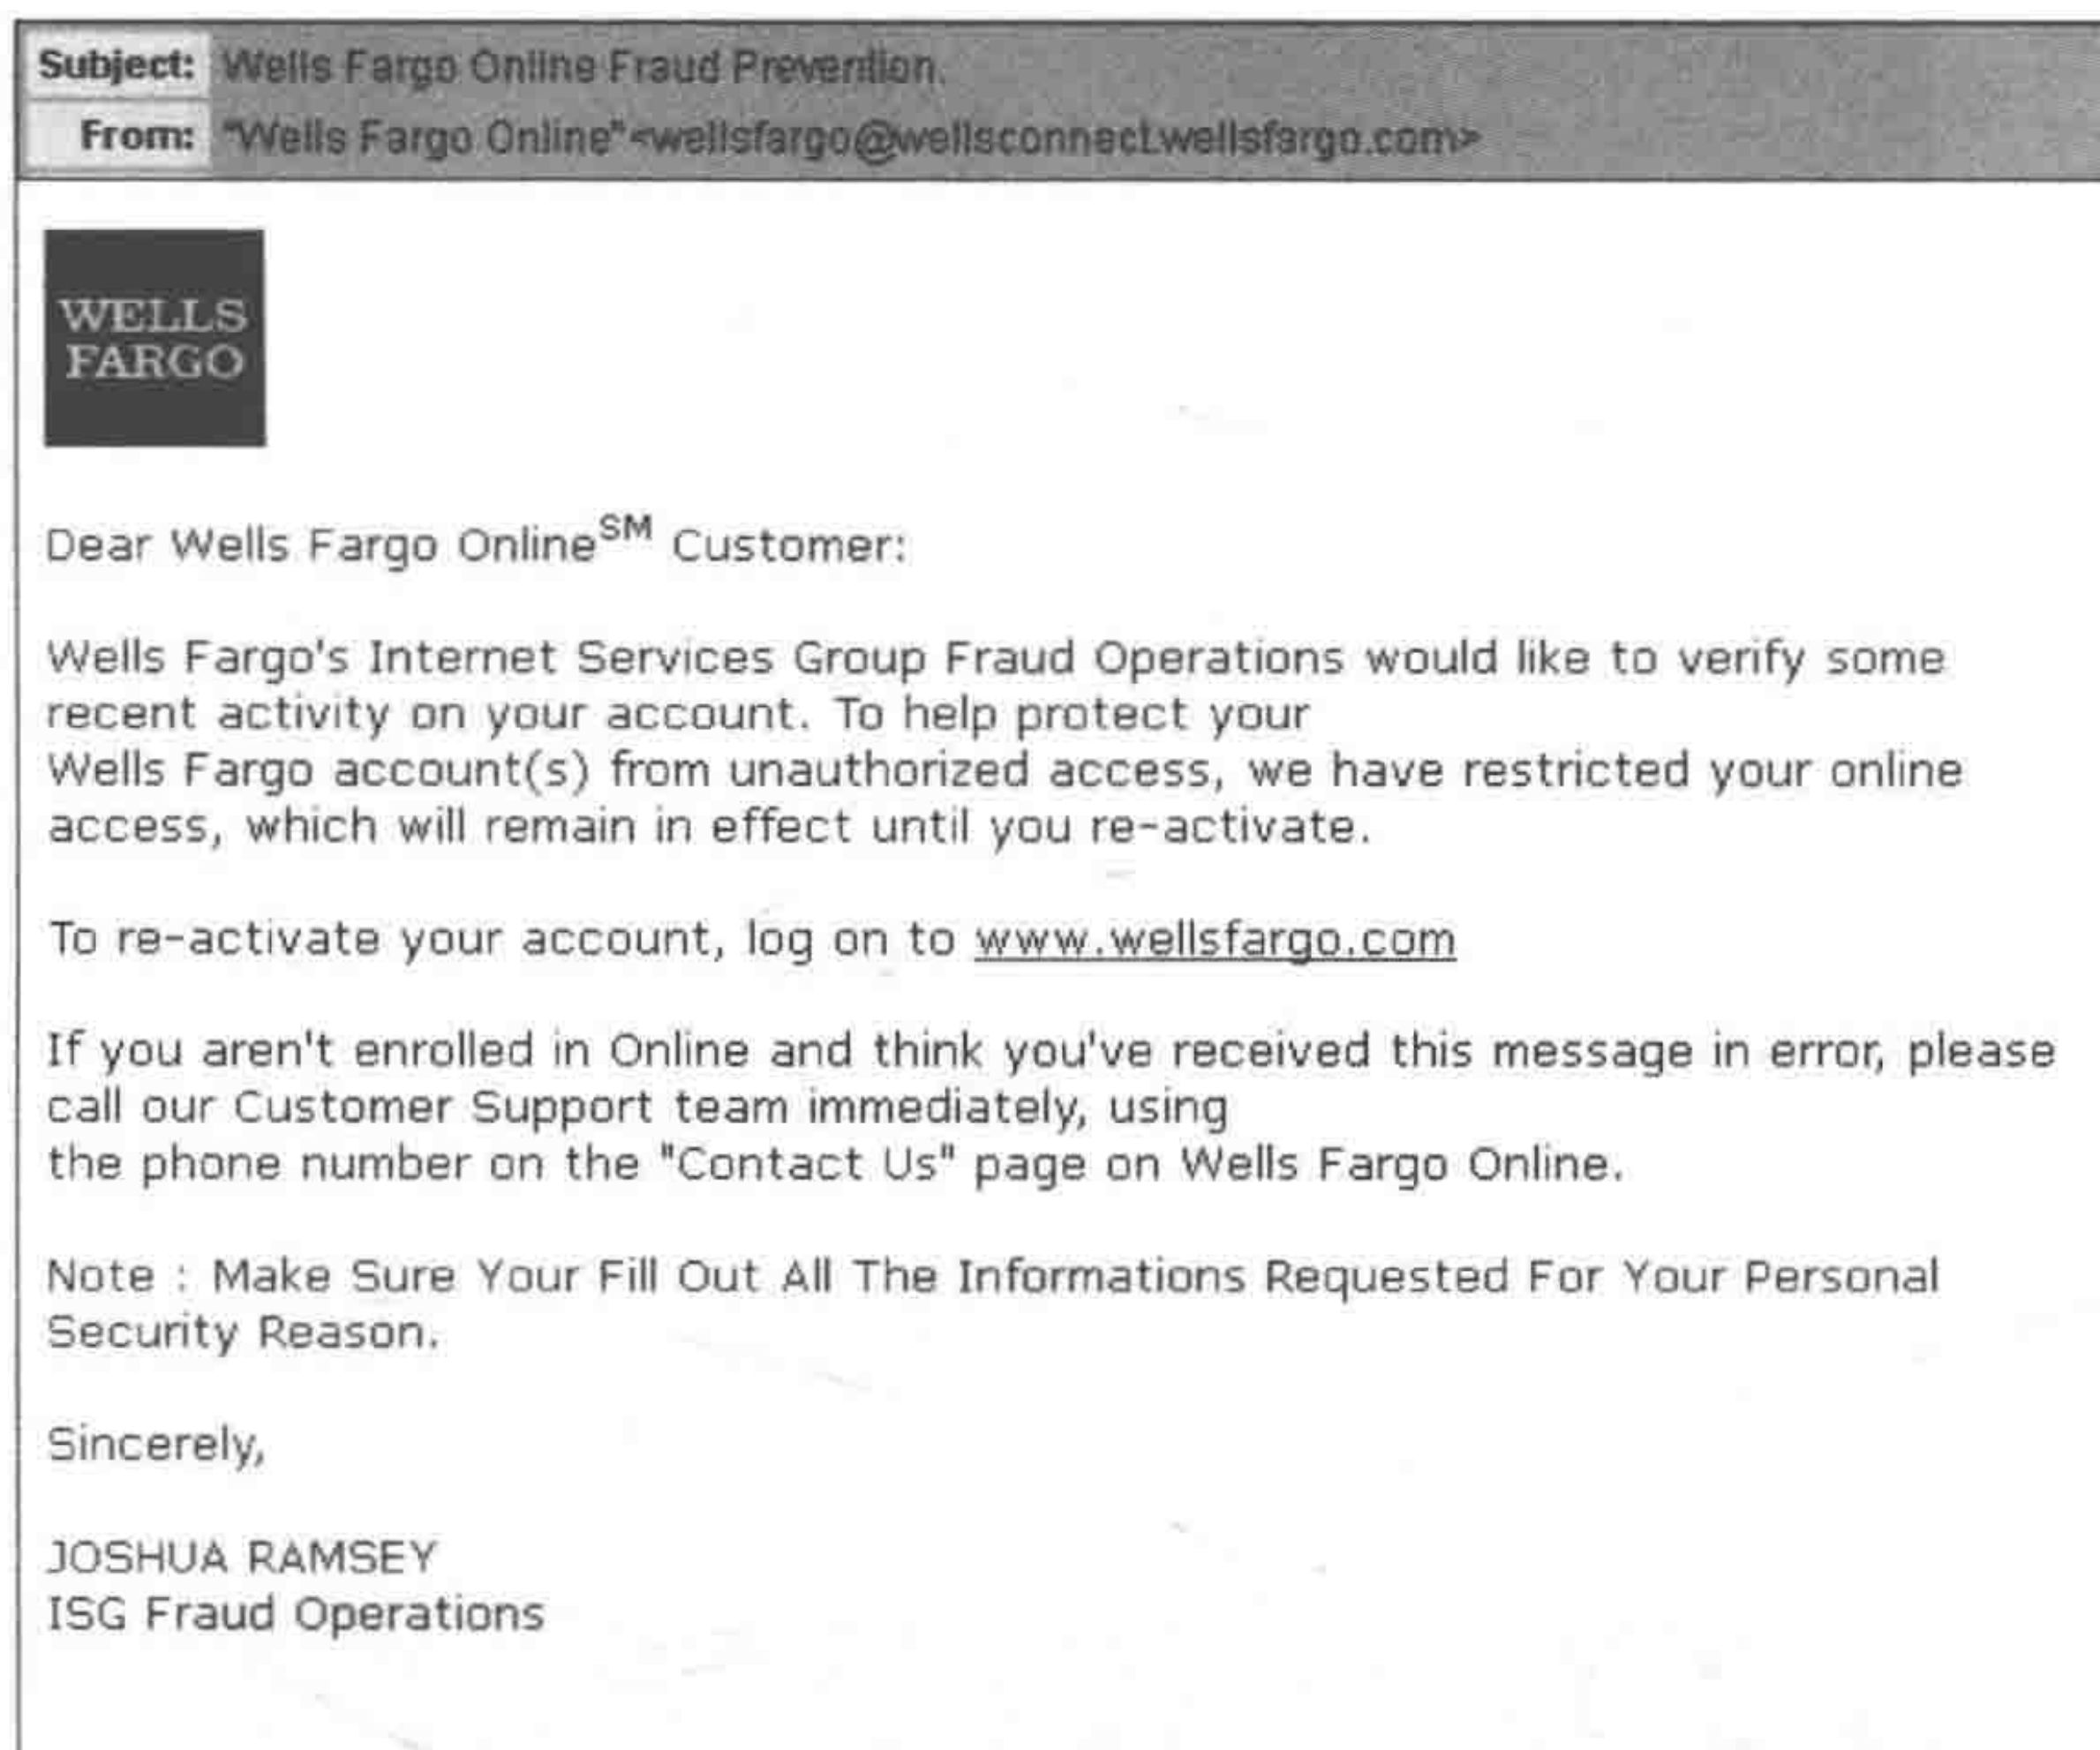 Subject: Wells Fargo Online Fraud Prevention.
From: "Wells Fargo Online"<wellsfargo@wellsconnect.wellsfargo.com>
WELLS
FARGO
Dear Wells Fargo Online℠ Customer:
Wells Fargo's Internet Services Group Fraud Operations would like to verify some
recent activity on your account. To help protect your
Wells Fargo account(s) from unauthorized access, we have restricted your online
access, which will remain in effect until you re-activate.
To re-activate your account, log on to www.wellsfargo.com
If you aren't enrolled in Online and think you've received this message in error, please
call our Customer Support team immediately, using
the phone number on the "Contact Us" page on Wells Fargo Online.
Note : Make Sure Your Fill Out All The Informations Requested For Your Personal
Security Reason.
Sincerely,
JOSHUA RAMSEY
ISG Fraud Operations